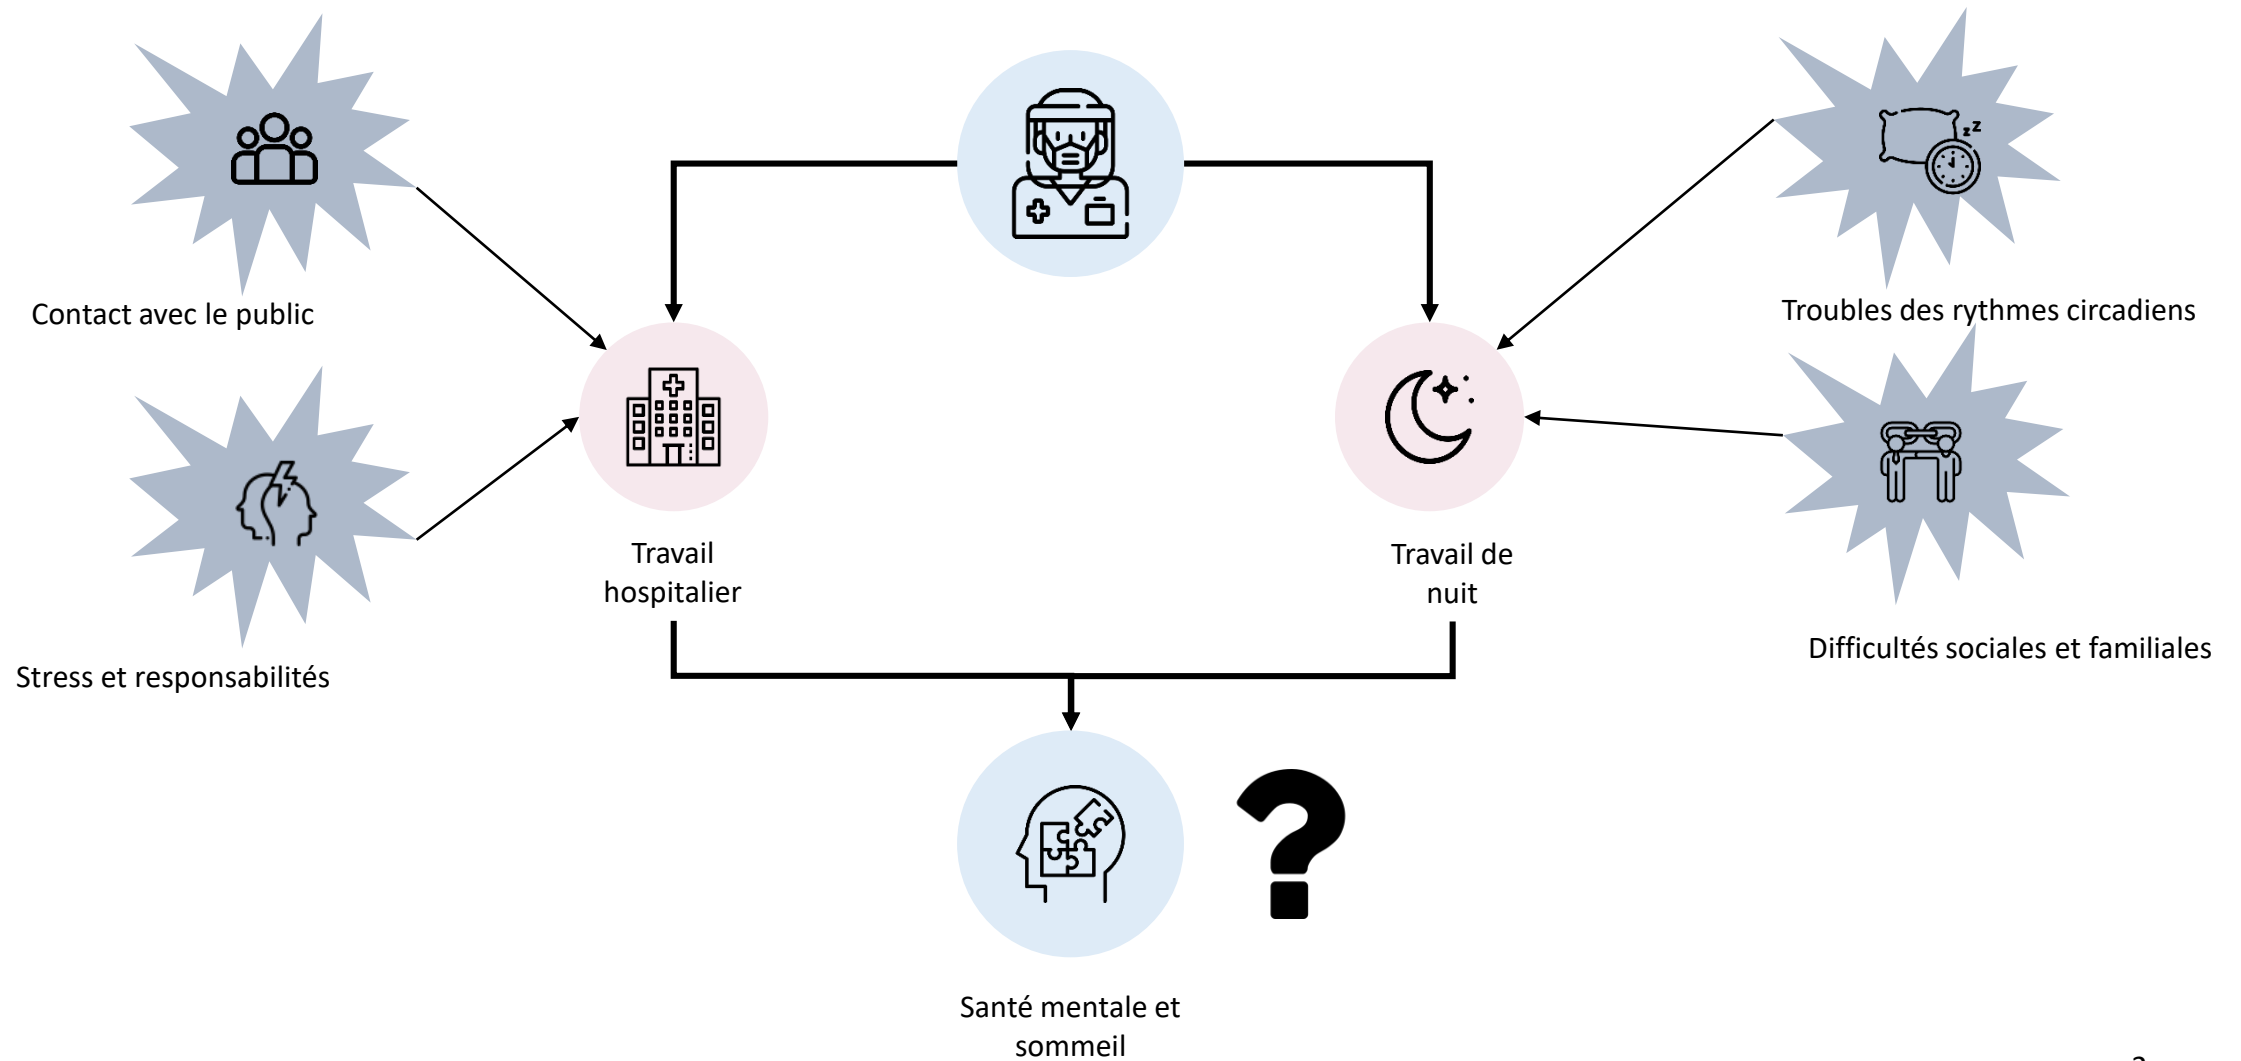 Contact avec le public
Troubles des rythmes circadiens
Travail
hospitalier
Travail de
nuit
Stress et responsabilités
Difficultés sociales et familiales
Santé mentale et
sommeil